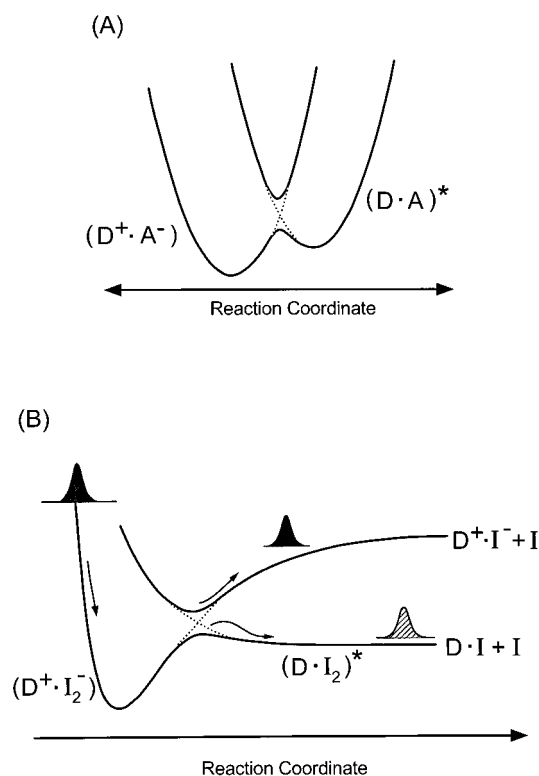 (A)
(D⁺·A⁻)
(D·A)*
Reaction Coordinate
(B)
D⁺·I⁻+I
(D·I₂)*
D·I + I
(D⁺·I₂⁻)
Reaction Coordinate